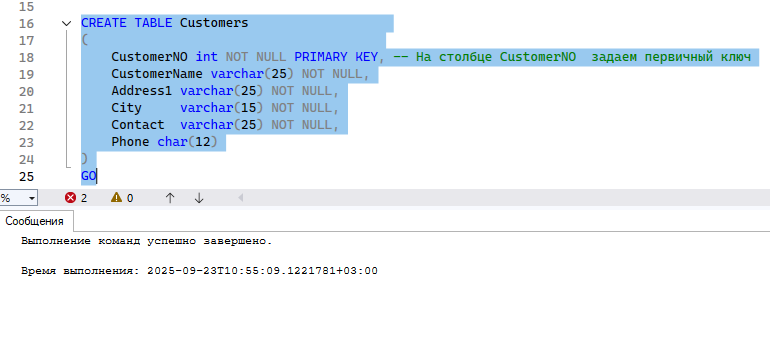 15
16 CREATE TABLE Customers
17 (
18 CustomerNO int NOT NULL PRIMARY KEY, -- На столбце CustomerNO  задаем первичный ключ
19 CustomerName varchar(25) NOT NULL,
20 Address1 varchar(25) NOT NULL,
21 City     varchar(15) NOT NULL,
22 Contact  varchar(25) NOT NULL,
23 Phone char(12)
24 )
25 GO
% 2 0
Сообщения
Выполнение команд успешно завершено.
Время выполнения: 2025-09-23T10:55:09.1221781+03:00